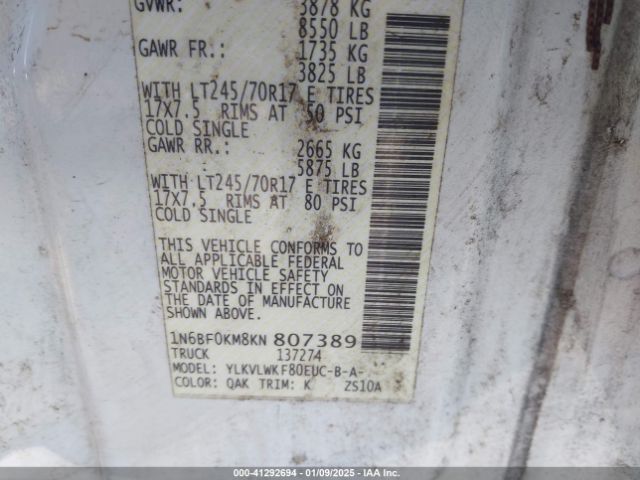 GVWR: 3878 KG
8550 LB
GAWR FR.: 1735 KG
3825 LB
WITH LT245/70R17 E TIRES
17X7.5 RIMS AT 50 PSI
COLD SINGLE
GAWR RR.: 2665 KG
5875 LB
WITH LT245/70R17 E TIRES
17X7.5 RIMS AT 80 PSI
COLD SINGLE
THIS VEHICLE CONFORMS TO
ALL APPLICABLE FEDERAL
MOTOR VEHICLE SAFETY
STANDARDS IN EFFECT ON
THE DATE OF MANUFACTURE
SHOWN ABOVE.
1N6BF0KM8KN 807389
TRUCK 137274
MODEL: YLKVLWKF80EUC-B-A-
COLOR: QAK TRIM: K ZS10A
000-41292694 - 01/09/2025 - IAA Inc.